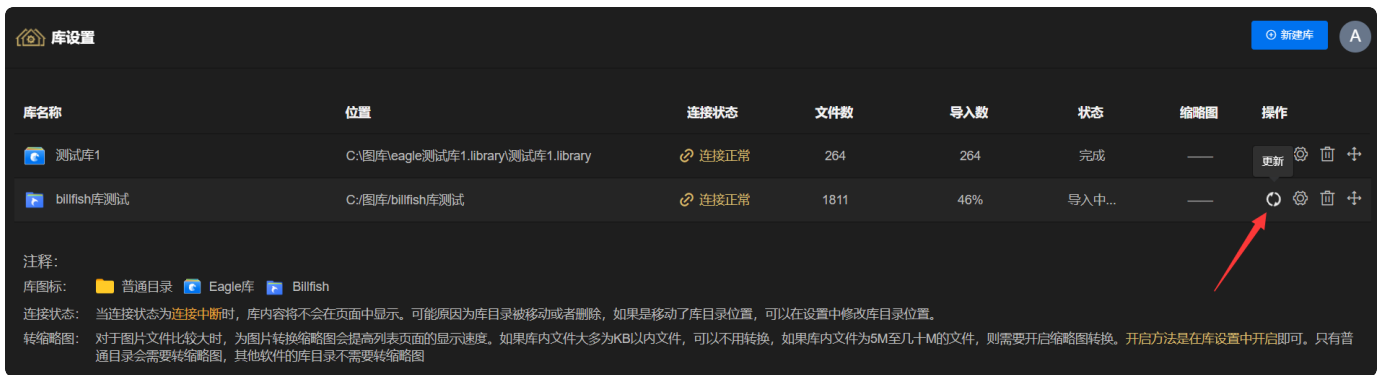 库设置
新建库
A
库名称 位置 连接状态 文件数 导入数 状态 缩略图 操作
测试库1 C:\图库\eagle测试库1.library\测试库1.library 连接正常 264 264 完成 ——
更新
billfish库测试 C:/图库/billfish库测试 连接正常 1811 46% 导入中... ——
注释:
库图标: 普通目录 Eagle库 Billfish
连接状态: 当连接状态为连接中断时，库内容将不会在页面中显示。可能原因为库目录被移动或者删除，如果是移动了库目录位置，可以在设置中修改库目录位置。
转缩略图: 对于图片文件比较大时，为图片转换缩略图会提高列表页面的显示速度。如果库内文件大多为KB以内文件，可以不用转换，如果库内文件为5M至几十M的文件，则需要开启缩略图转换。开启方法是在库设置中开启即可。只有普
通目录会需要转缩略图，其他软件的库目录不需要转缩略图